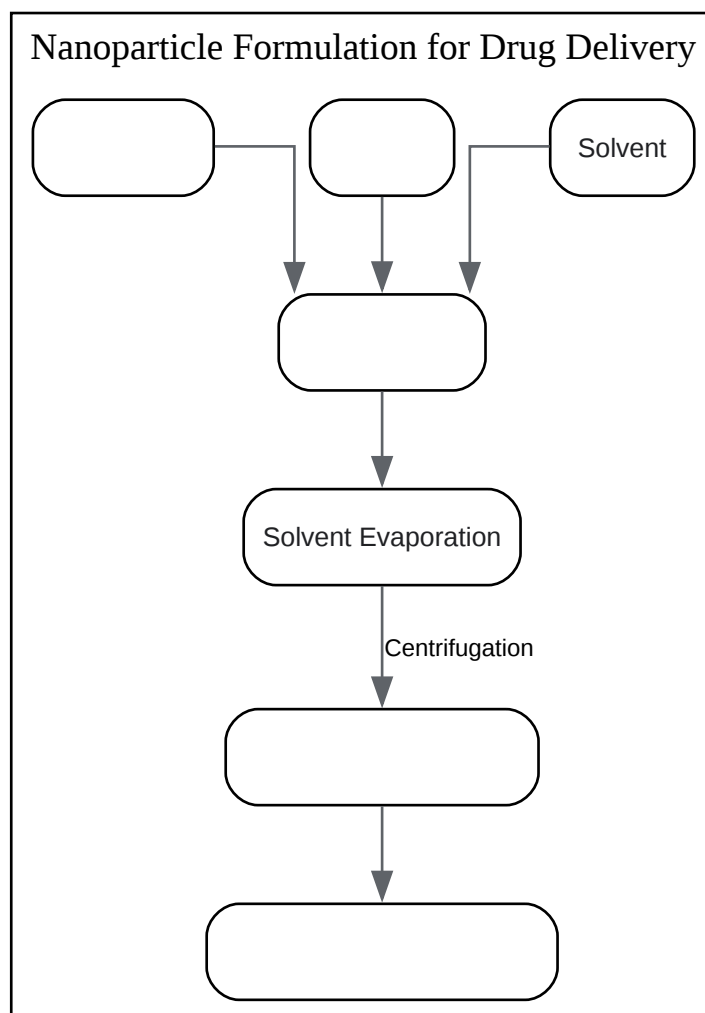 Nanoparticle Formulation for Drug Delivery
Solvent
Solvent Evaporation
Centrifugation